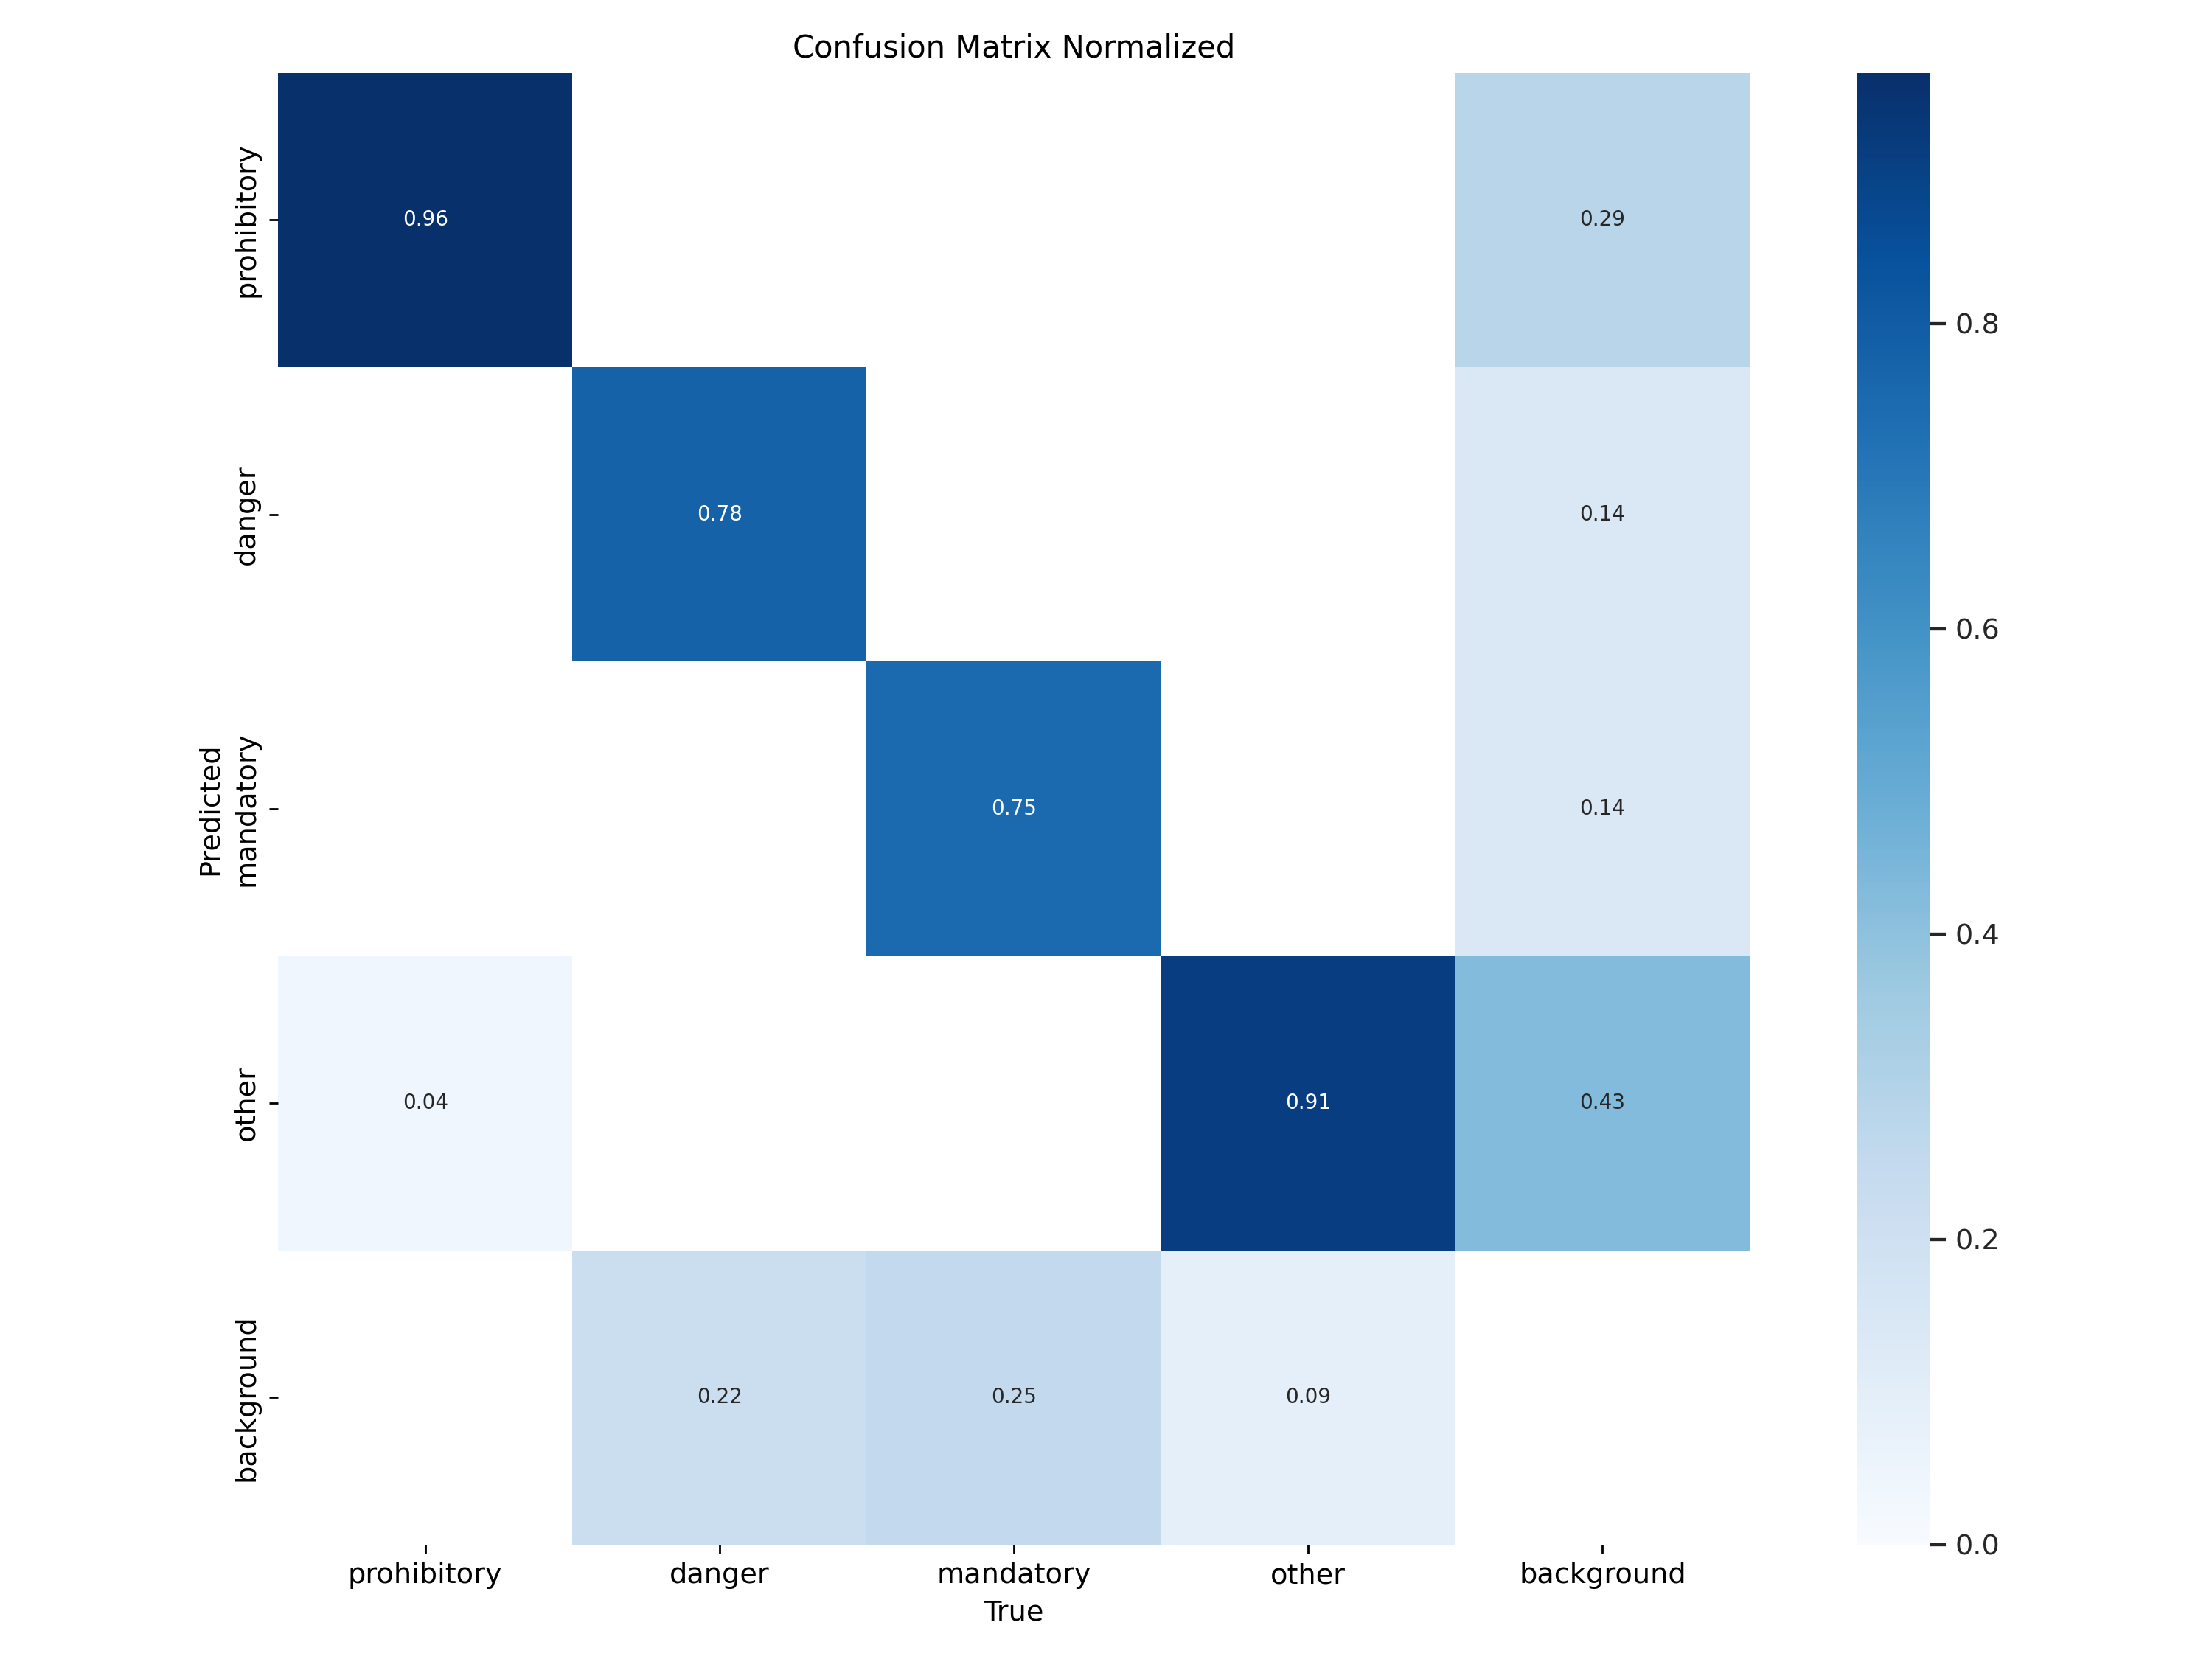 Confusion Matrix Normalized
prohibitory
0.96
0.29
0.8
danger
0.78
0.14
0.6
Predicted
mandatory
0.75
0.14
0.4
other
0.04
0.91
0.43
0.2
background
0.22
0.25
0.09
0.0
prohibitory
danger
mandatory
other
background
True